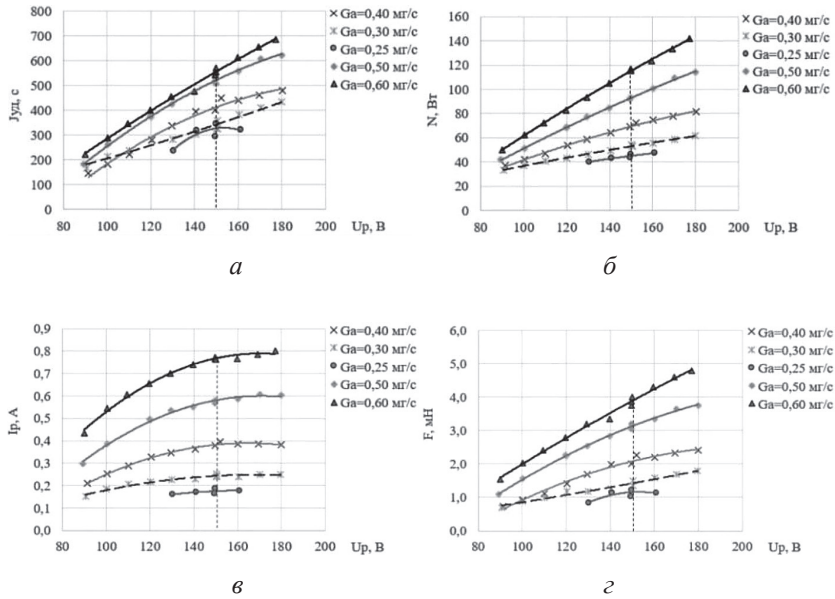 Jуд, с
800
700
600
500
400
300
200
100
0
80 100 120 140 160 180 200
Up, В
Ga=0,40 мг/с
Ga=0,30 мг/с
Ga=0,25 мг/с
Ga=0,50 мг/с
Ga=0,60 мг/с
а
N, Вт
160
140
120
100
80
60
40
20
0
80 100 120 140 160 180 200
Up, В
Ga=0,40 мг/с
Ga=0,30 мг/с
Ga=0,25 мг/с
Ga=0,50 мг/с
Ga=0,60 мг/с
б
Ip, А
0,9
0,8
0,7
0,6
0,5
0,4
0,3
0,2
0,1
0,0
80 100 120 140 160 180 200
Up, В
Ga=0,40 мг/с
Ga=0,30 мг/с
Ga=0,25 мг/с
Ga=0,50 мг/с
Ga=0,60 мг/с
в
F, мН
6,0
5,0
4,0
3,0
2,0
1,0
0,0
80 100 120 140 160 180 200
Up, В
Ga=0,40 мг/с
Ga=0,30 мг/с
Ga=0,25 мг/с
Ga=0,50 мг/с
Ga=0,60 мг/с
г